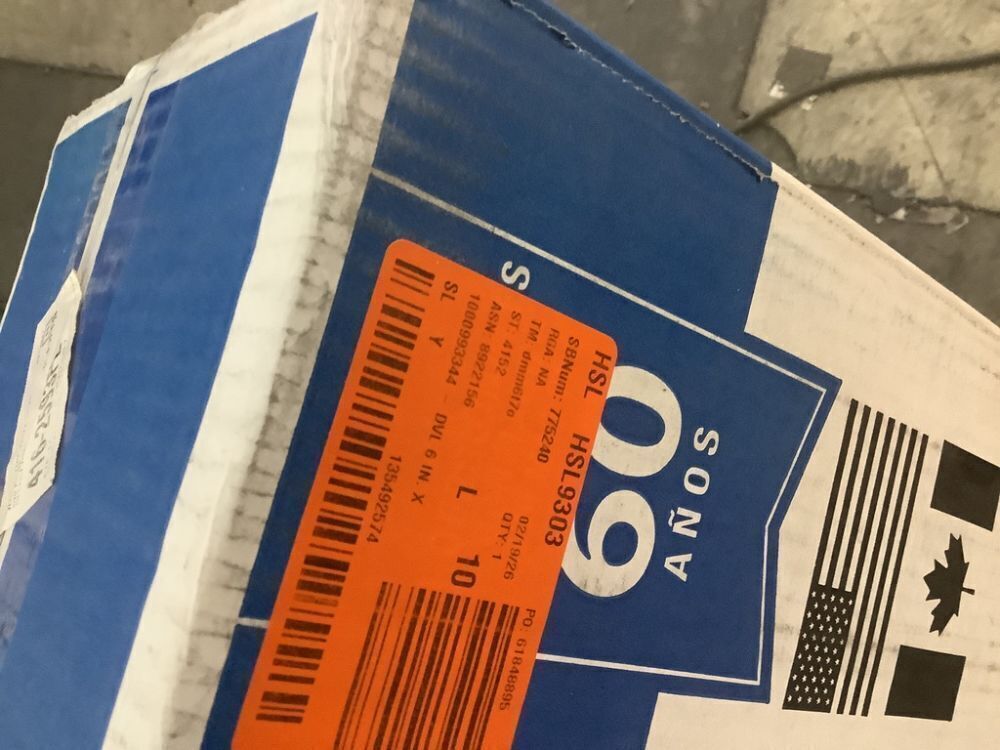 HSL HSL9303
SBNum: 775240
RGA: NA
TM: dmm6l7o
ST: 4152
ASN 8922156
1000993344 - DVL 6 IN. X
02/19/26
QTY: 1
PO: 61848895
SL Y L 10
135492574
S
60
AÑOS